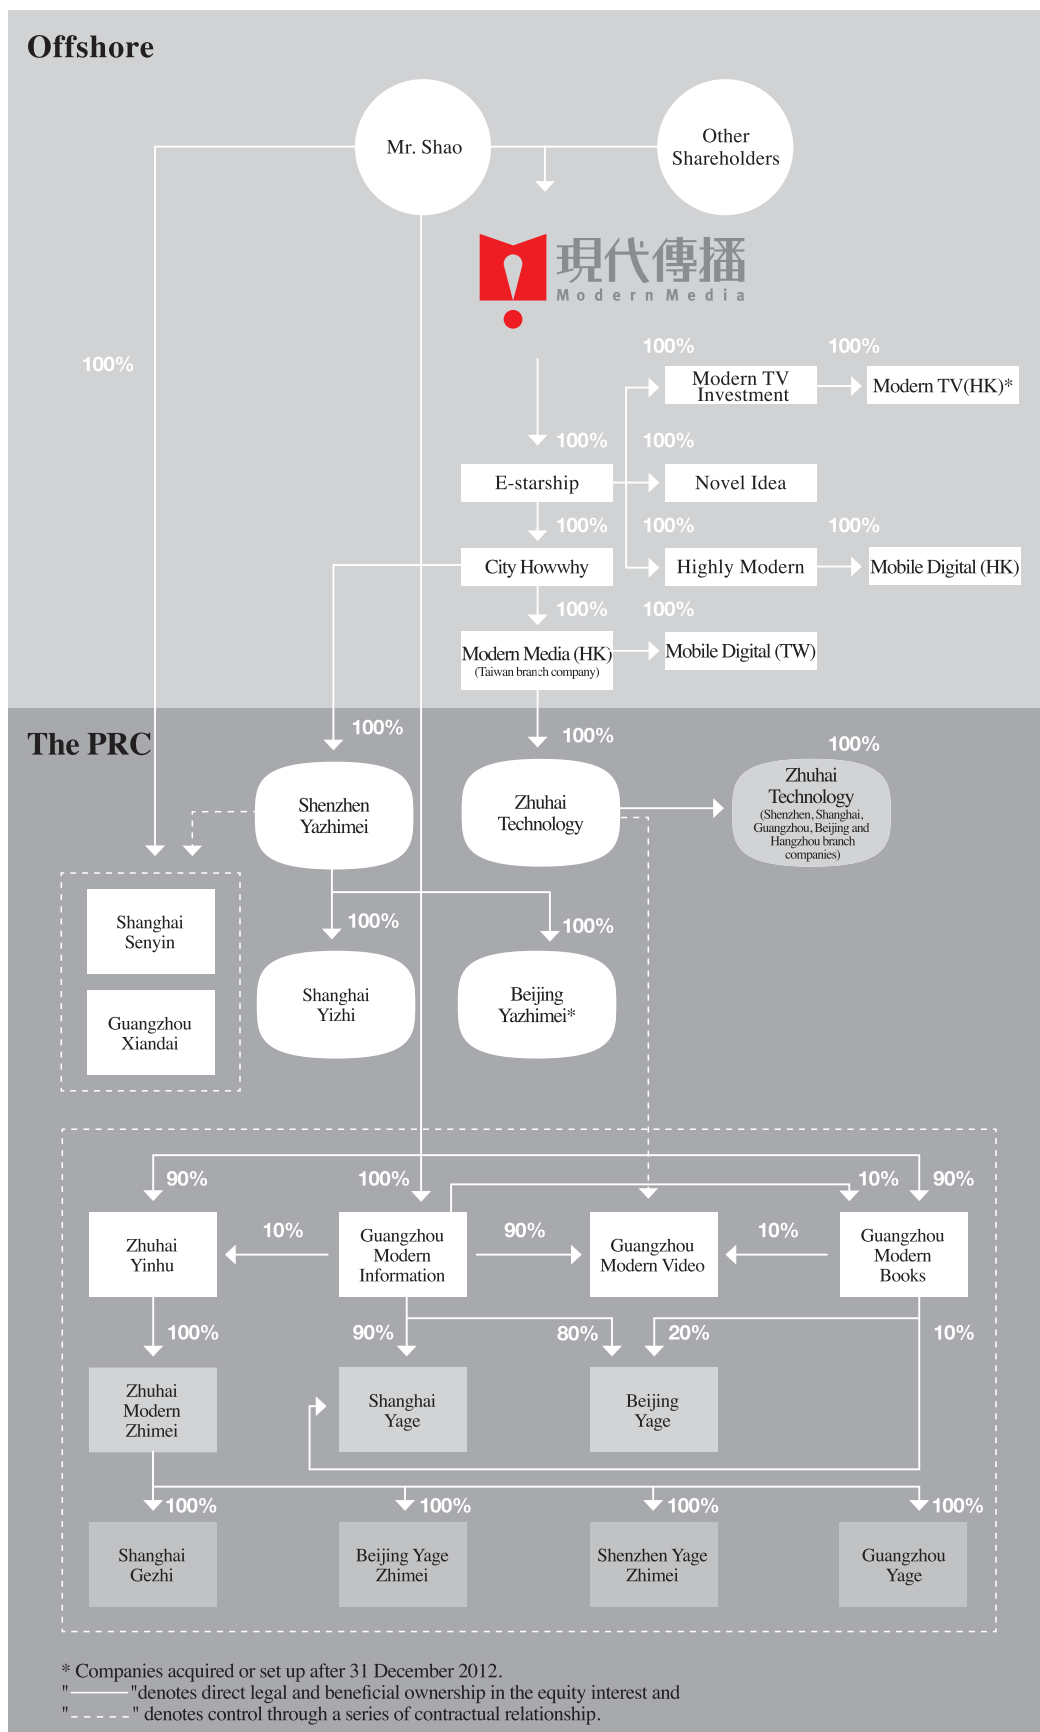 Offshore
Mr. Shao
Other
Shareholders
現代傳播
Modern Media
100%
100%
100%
Modern TV
Investment
Modern TV(HK)*
100%
100%
E-starship
Novel Idea
100%
100%
100%
City Howwhy
Highly Modern
Mobile Digital (HK)
100%
100%
Modern Media (HK)
(Taiwan branch company)
Mobile Digital (TW)
The PRC
100%
100%
100%
Shenzhen
Yazhimei
Zhuhai
Technology
Zhuhai
Technology
(Shenzhen, Shanghai,
Guangzhou, Beijing and
Hangzhou branch
companies)
100%
100%
Shanghai
Senyin
Guangzhou
Xiandai
Shanghai
Yizhi
Beijing
Yazhimei*
90%
100%
10%
90%
Zhuhai
Yinhu
10%
Guangzhou
Modern
Information
90%
Guangzhou
Modern Video
10%
Guangzhou
Modern
Books
100%
90%
80%
20%
10%
Zhuhai
Modern
Zhimei
Shanghai
Yage
Beijing
Yage
100%
100%
100%
100%
Shanghai
Gezhi
Beijing Yage
Zhimei
Shenzhen Yage
Zhimei
Guangzhou
Yage
* Companies acquired or set up after 31 December 2012.
"———"denotes direct legal and beneficial ownership in the equity interest and
"- - - - - -" denotes control through a series of contractual relationship.